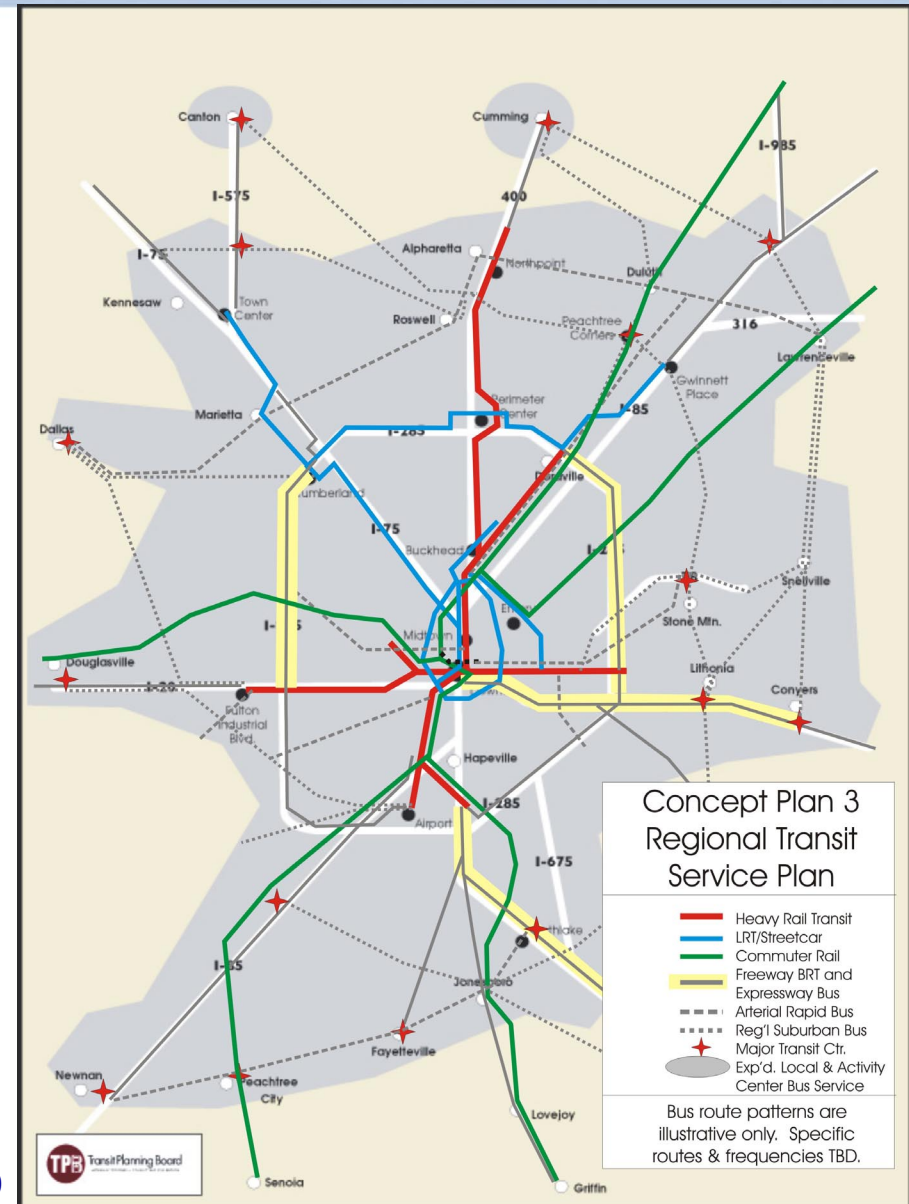 Canton
Cumming
I-985
I-575
400
Alpharetta
Northpoint
I-75
Duluth
Kennesaw
Town
Center
Roswell
Peachtree
Corners
316
Lawrenceville
Gwinnett
Place
Marietta
Perimeter
Center
I-85
Dallas
I-285
Doraville
I-75
Buckhead
Snellville
Stone Mtn.
Midtown
Douglasville
I-20
Lithonia
Conyers
Fulton
Industrial
Blvd.
Hapeville
I-285
Airport
I-675
Concept Plan 3
Regional Transit
Service Plan
Heavy Rail Transit
LRT/Streetcar
Commuter Rail
Freeway BRT and
Expressway Bus
Arterial Rapid Bus
Reg'l Suburban Bus
Major Transit Ctr.
Exp'd. Local & Activity
Center Bus Service
Bus route patterns are
illustrative only. Specific
routes & frequencies TBD.
I-85
Jonesboro
Fayetteville
Newnan
Peachtree
City
Lovejoy
TPB Transit Planning Board
Senoia
Griffin